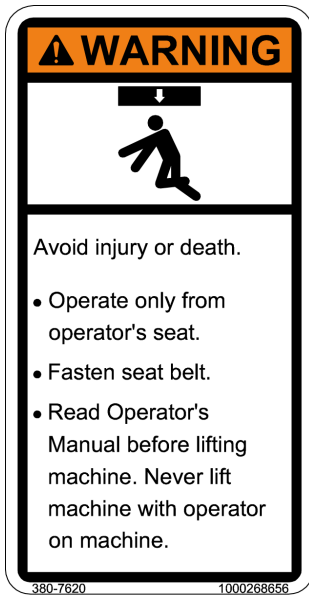 WARNING
Avoid injury or death.
• Operate only from
operator's seat.
• Fasten seat belt.
• Read Operator's
Manual before lifting
machine. Never lift
machine with operator
on machine.
380-7620 1000268656